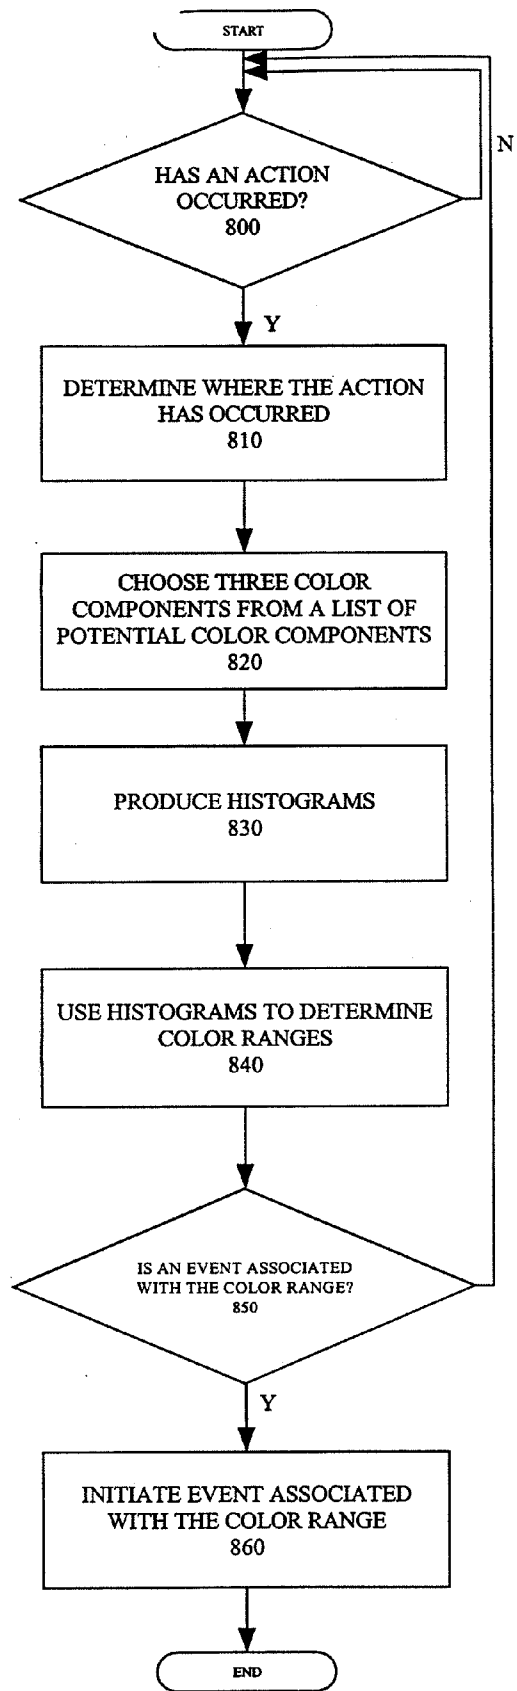 START
N
HAS AN ACTION
OCCURRED?
800
Y
DETERMINE WHERE THE ACTION
HAS OCCURRED
810
CHOOSE THREE COLOR
COMPONENTS FROM A LIST OF
POTENTIAL COLOR COMPONENTS
820
PRODUCE HISTOGRAMS
830
USE HISTOGRAMS TO DETERMINE
COLOR RANGES
840
IS AN EVENT ASSOCIATED
WITH THE COLOR RANGE?
850
Y
INITIATE EVENT ASSOCIATED
WITH THE COLOR RANGE
860
END